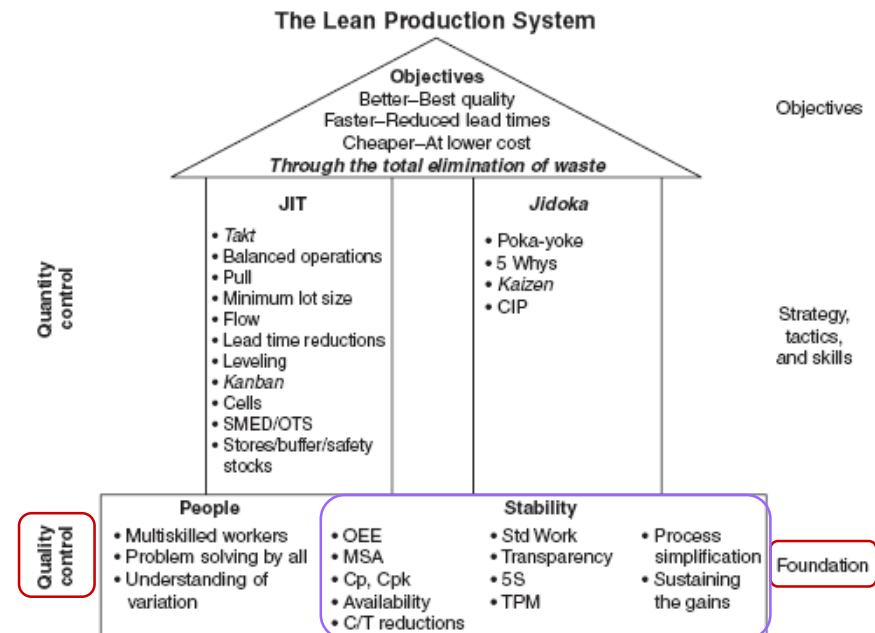 The Lean Production System
Objectives
Better–Best quality
Faster–Reduced lead times
Cheaper–At lower cost
Through the total elimination of waste
Objectives
Quantity
control
JIT
• Takt
• Balanced operations
• Pull
• Minimum lot size
• Flow
• Lead time reductions
• Leveling
• Kanban
• Cells
• SMED/OTS
• Stores/buffer/safety
stocks
Jidoka
• Poka-yoke
• 5 Whys
• Kaizen
• CIP
Strategy,
tactics,
and skills
Quality
control
People
• Multiskilled workers
• Problem solving by all
• Understanding of
variation
Stability
• OEE
• MSA
• Cp, Cpk
• Availability
• C/T reductions
• Std Work
• Transparency
• 5S
• TPM
• Process
simplification
• Sustaining
the gains
Foundation